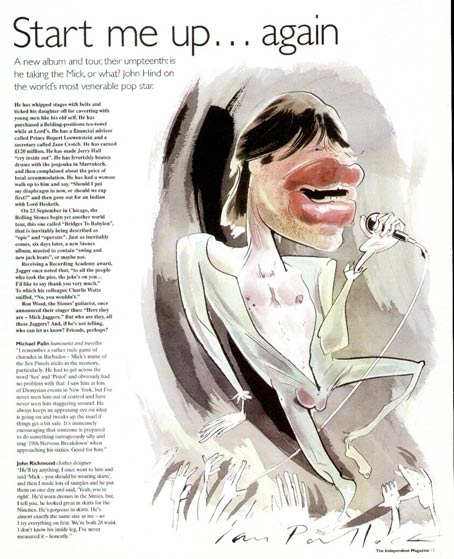 Start me up... again
A new album and tour, their umpteenth: is
he taking the Mick, or what? John Hind on
the world's most venerable pop star.
He has whipped stages with belts and
ticked his daughter off for cavorting with
young men like his old self. He has
purchased a fielding-positions tea-towel
while at Lord's. He has a financial adviser
called Prince Rupert Loewenstein and a
secretary called Jane Crotch. He has earned
£120 million. He has made Jerry Hall
"cry inside out". He has feverishly beaten
drums with the joujouka in Marrakech,
and then complained about the price of
local accommodation. He has had a woman
walk up to him and say, "Should I put
my diaphragm in now, or should we rap
first?" and then gone out for an Indian
with Lord Hesketh.
On 23 September in Chicago, the
Rolling Stones begin yet another world
tour, this one called "Bridges To Babylon",
that is inevitably being described as
"epic" and "operatic". Just as inevitably
comes, six days later, a new Stones
album, mooted to contain "swing and
new jack beats", or maybe not.
Receiving a Recording Academy award,
Jagger once noted that, "to all the people
who took the piss, the joke's on you...
I'd like to say thank you very much."
To which his colleague Charlie Watts
sniffed, "No, you wouldn't."
Ron Wood, the Stones' guitarist, once
announced their singer thus: "Here they
are – Mick Jaggers." But who are they, all
these Jaggers? And, if he's not telling,
who can let us know? Friends, perhaps?
Michael Palin humourist and traveller
"I remember a rather rude game of
charades in Barbados – Mick's mime of
the Sex Pistols sticks in the memory,
particularly. He had to get across the
word 'Sex' and 'Pistol' and obviously had
no problem with that. I saw him at lots
of Dionysian events in New York, but I've
never seen him out of control and have
never seen him staggering around. He
always keeps an appraising eye on what
is going on and tweaks up the snarl if
things get a bit safe. It's immensely
encouraging that someone is prepared
to do something outrageously silly and
sing '19th Nervous Breakdown' when
approaching his sixties. Good for him."
John Richmond clothes designer
"He'll try anything. I once went to him and
said 'Mick – you should be wearing skirts',
and then I made lots of samples and he put
them on one day and said, 'Yeah, you're
right'. He'd worn dresses in the Sixties, but,
I tell you, he looked great in skirts for the
Nineties. He's gorgeous in skirts. He's
almost exactly the same size as me – so
I try everything on first. We're both 28 waist.
I don't know his inside leg, I've never
measured it – honestly."
Ian Pollock
The Independent Magazine